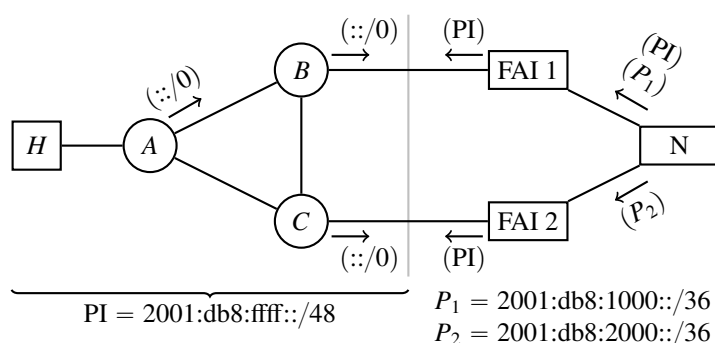 (::/0)
(PI)
(PI)
B
FAI 1
(P₁)
(::/0)
H
A
N
C
FAI 2
(P₂)
(::/0)
(PI)
PI = 2001:db8:ffff::/48
P₁ = 2001:db8:1000::/36
P₂ = 2001:db8:2000::/36